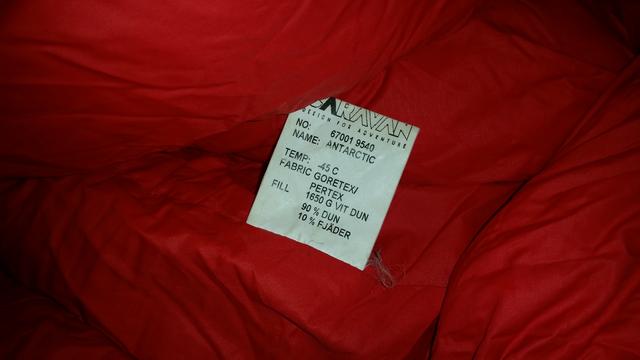 CARAVAN
DESIGN FOR ADVENTURE
NO: 67001 9540
NAME: ANTARCTIC
TEMP: -45 C
FABRIC GORETEX/
PERTEX
FILL 1650 G VIT DUN
90 % DUN
10 % FJÄDER